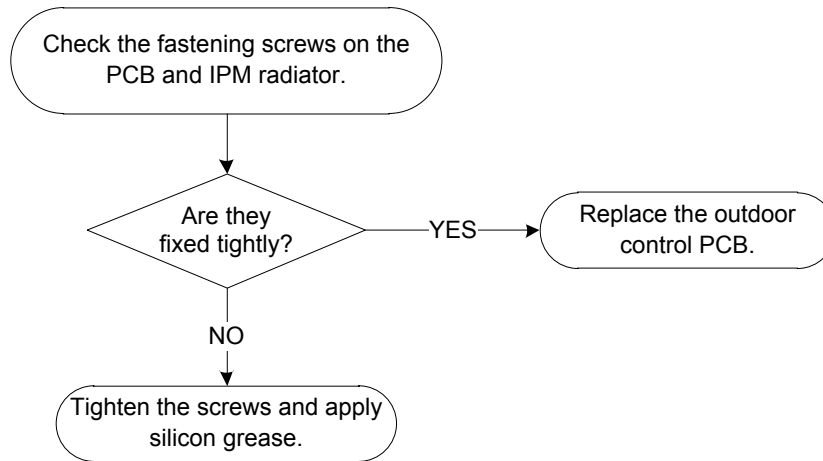 Check the fastening screws on the
PCB and IPM radiator.
Are they
fixed tightly?
YES
Replace the outdoor
control PCB.
NO
Tighten the screws and apply
silicon grease.